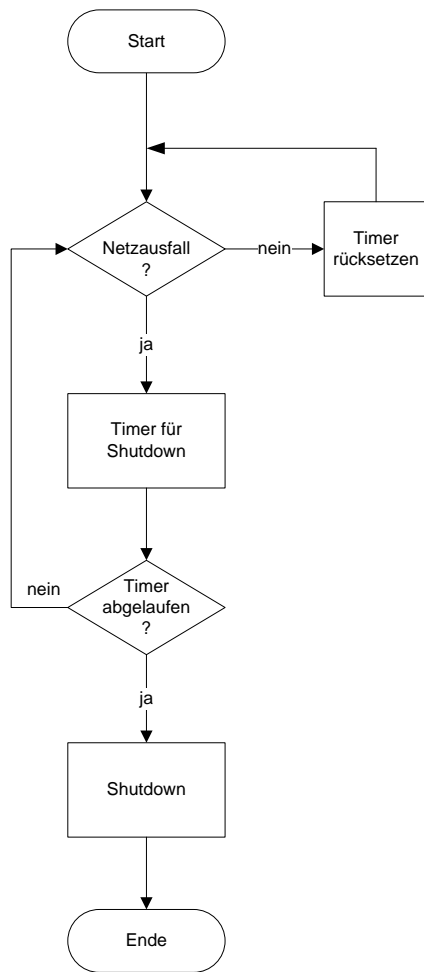 Start
Netzausfall
?
nein
Timer
rücksetzen
ja
Timer für
Shutdown
nein
Timer
abgelaufen
?
ja
Shutdown
Ende